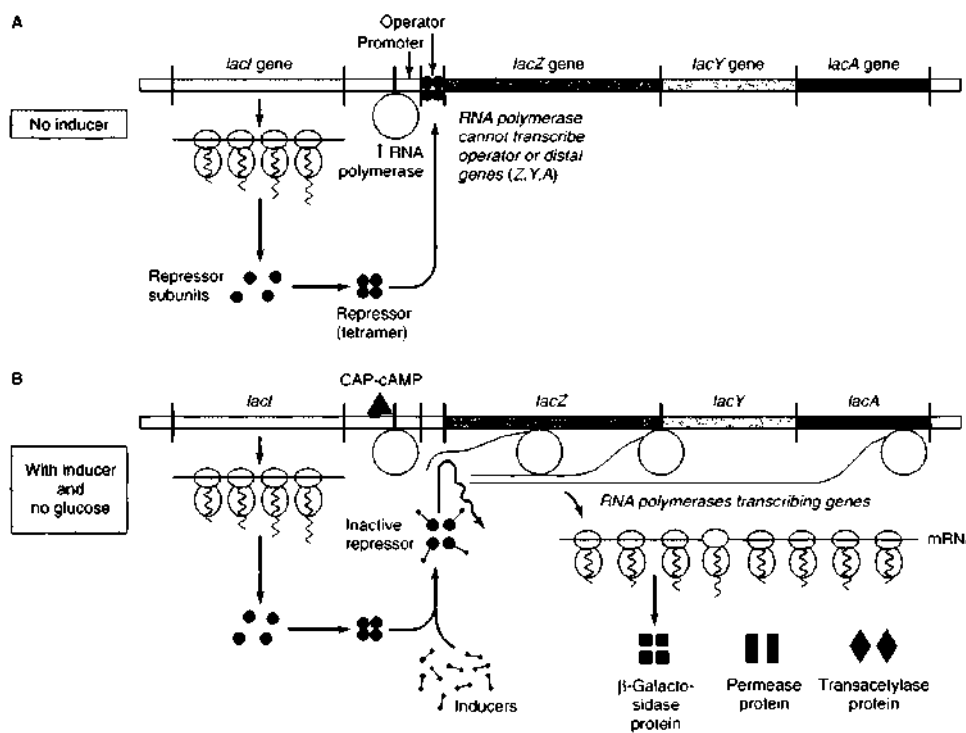 A
Operator
Promoter
lacI gene
lacZ gene
lacY gene
lacA gene
No inducer
↑ RNA
polymerase
RNA polymerase
cannot transcribe
operator or distal
genes (Z,Y,A)
Repressor
subunits
Repressor
(tetramer)
B
CAP-cAMP
lacI
lacZ
lacY
lacA
With inducer
and
no glucose
Inactive
repressor
RNA polymerases transcribing genes
mRN
Inducers
β-Galacto-
sidase
protein
Permease
protein
Transacetylase
protein